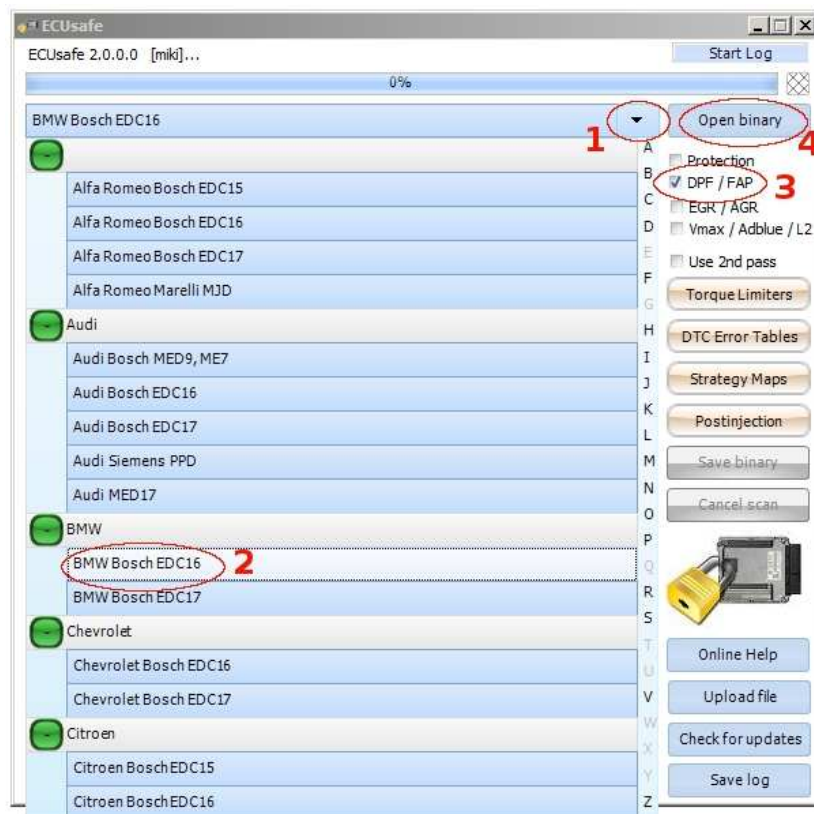 ECUsafe
ECUsafe 2.0.0.0 [miki]...
Start Log
0%
BMW Bosch EDC16
1
Open binary
4
Alfa Romeo Bosch EDC15
Alfa Romeo Bosch EDC16
Alfa Romeo Bosch EDC17
Alfa Romeo Marelli MJD
Audi
Audi Bosch MED9, ME7
Audi Bosch EDC16
Audi Bosch EDC17
Audi Siemens PPD
Audi MED17
BMW
BMW Bosch EDC16
2
BMW Bosch EDC17
Chevrolet
Chevrolet Bosch EDC16
Chevrolet Bosch EDC17
Citroen
Citroen BoschEDC15
Citroen Bosch EDC16
A
B
C
D
E
F
G
H
I
J
K
L
M
N
O
P
Q
R
S
T
U
V
W
X
Y
Z
Protection
DPF / FAP
3
EGR / AGR
Vmax / Adblue / L2
Use 2nd pass
Torque Limiters
DTC Error Tables
Strategy Maps
Postinjection
Save binary
Cancel scan
Online Help
Upload file
Check for updates
Save log